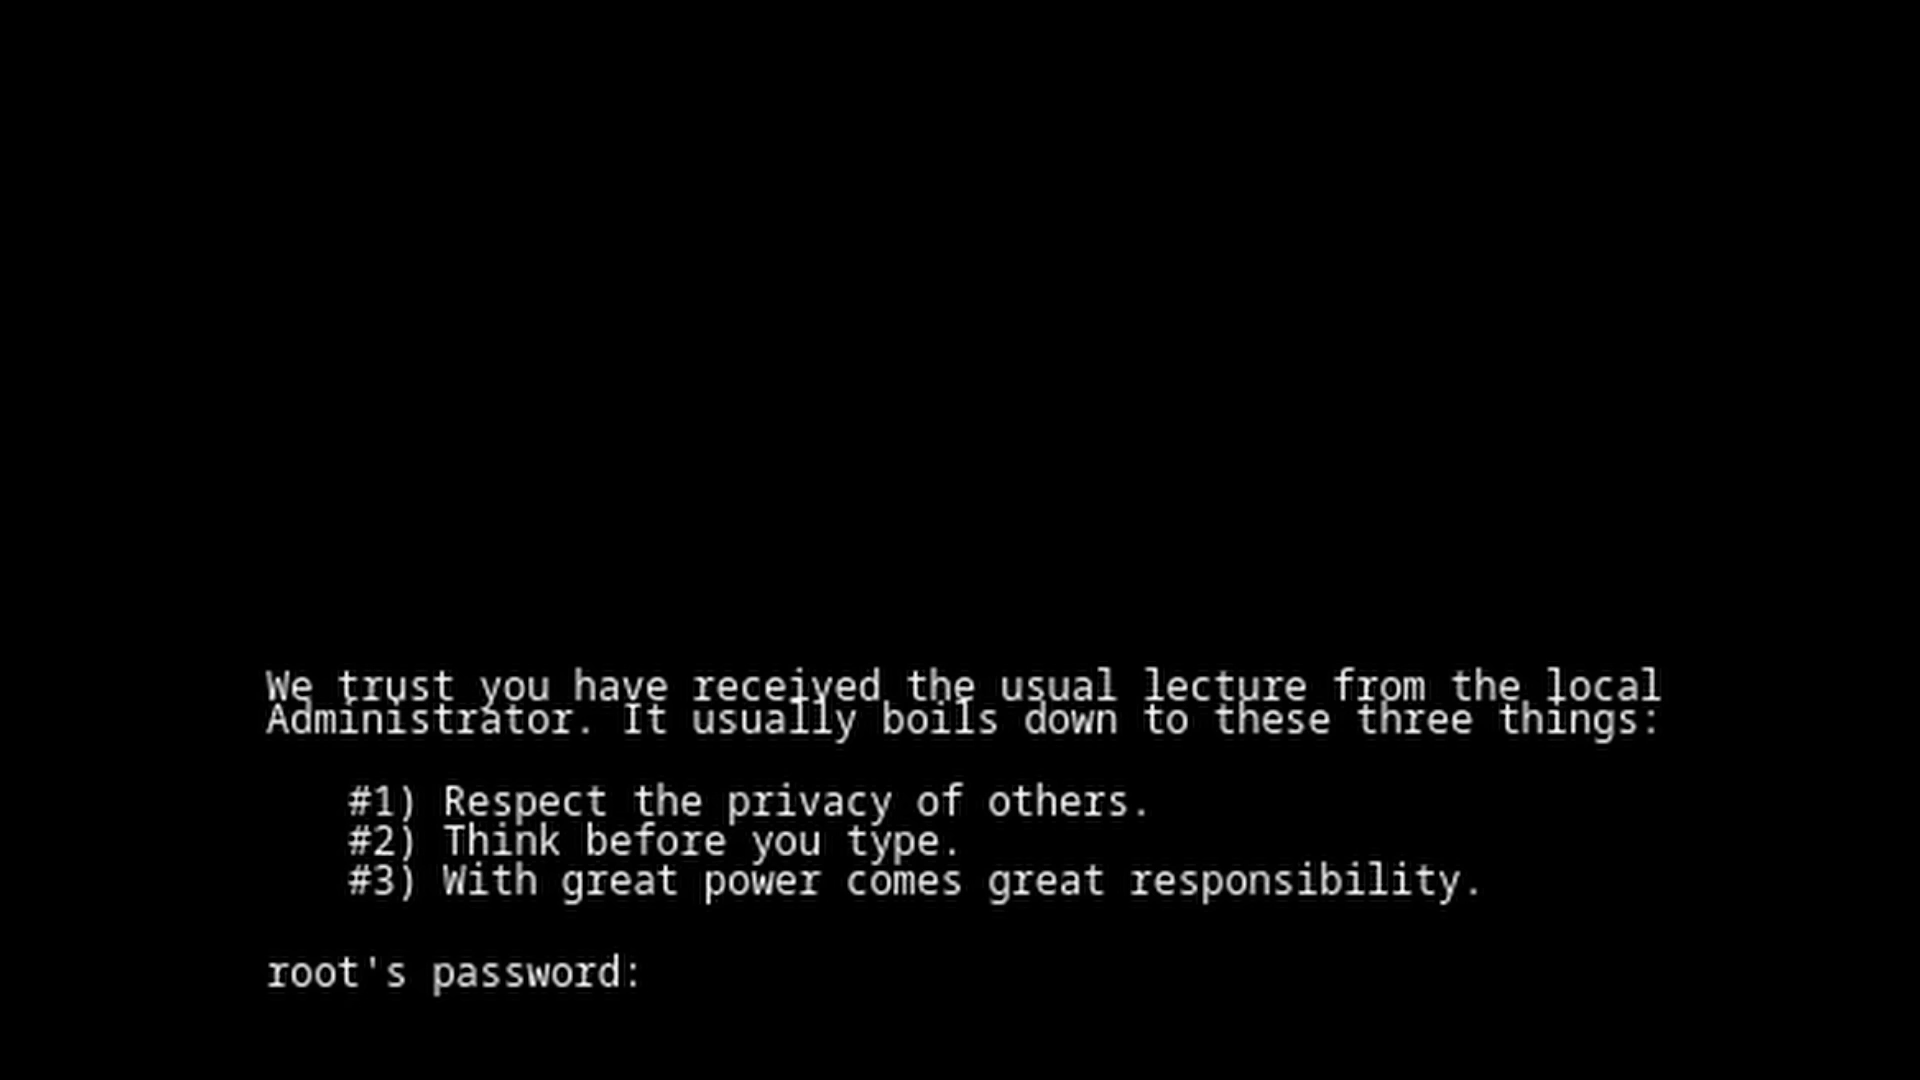 We trust you have received the usual lecture from the local
Administrator. It usually boils down to these three things:
#1) Respect the privacy of others.
#2) Think before you type.
#3) With great power comes great responsibility.
root's password: